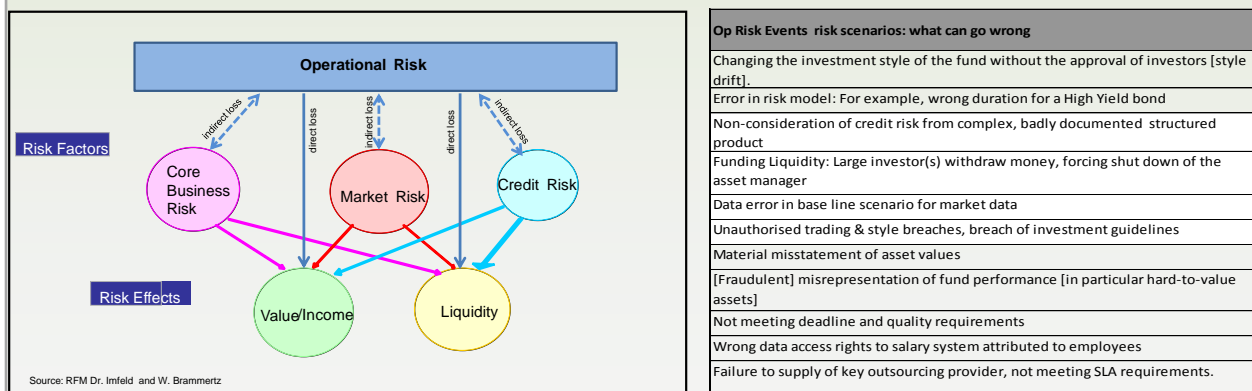 Operational Risk
indirect loss
direct loss
indirect loss
direct loss
indirect loss
Risk Factors
Core
Business
Risk
Market Risk
Credit Risk
Risk Effects
Value/Income
Liquidity
Source: RFM Dr. Imfeld and W. Brammertz
Op Risk Events risk scenarios: what can go wrong
Changing the investment style of the fund without the approval of investors [style
drift].
Error in risk model: For example, wrong duration for a High Yield bond
Non-consideration of credit risk from complex, badly documented structured
product
Funding Liquidity: Large investor(s) withdraw money, forcing shut down of the
asset manager
Data error in base line scenario for market data
Unauthorised trading & style breaches, breach of investment guidelines
Material misstatement of asset values
[Fraudulent] misrepresentation of fund performance [in particular hard-to-value
assets]
Not meeting deadline and quality requirements
Wrong data access rights to salary system attributed to employees
Failure to supply of key outsourcing provider, not meeting SLA requirements.